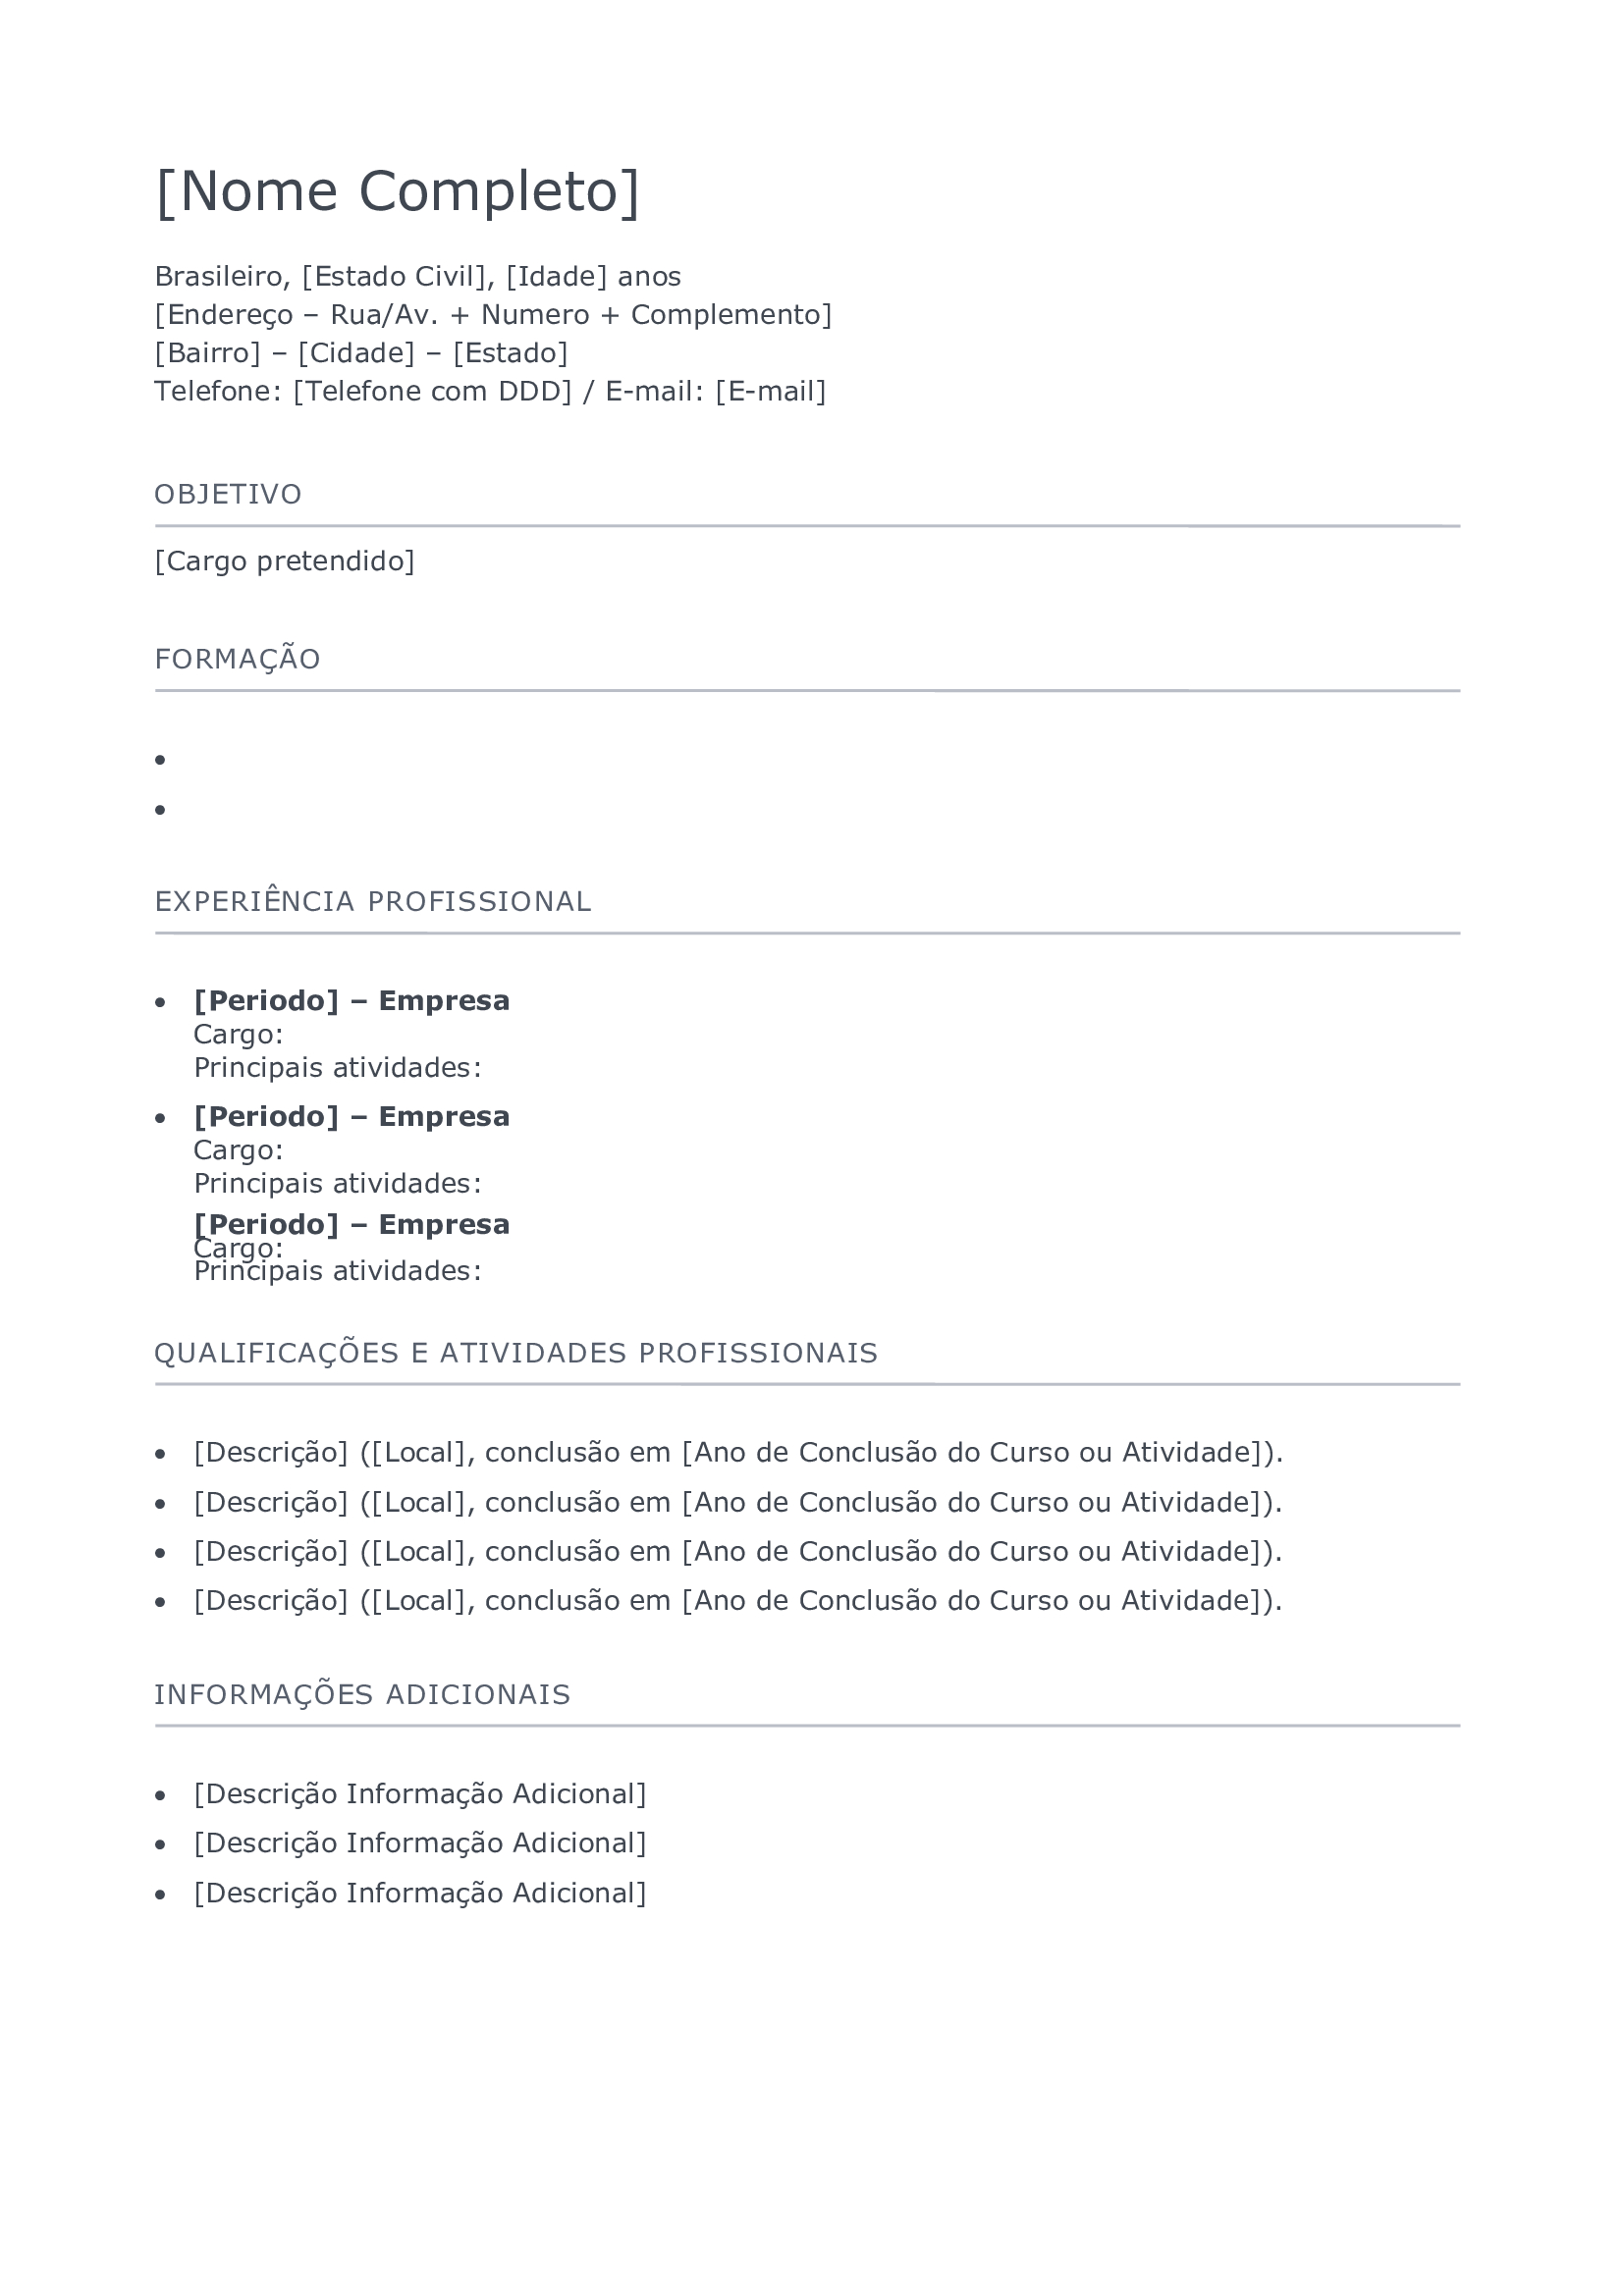 [Nome Completo]
Brasileiro, [Estado Civil], [Idade] anos
[Endereço – Rua/Av. + Numero + Complemento]
[Bairro] – [Cidade] – [Estado]
Telefone: [Telefone com DDD] / E-mail: [E-mail]
OBJETIVO
[Cargo pretendido]
FORMAÇÃO
•
•
EXPERIÊNCIA PROFISSIONAL
• [Periodo] – Empresa
Cargo:
Principais atividades:
• [Periodo] – Empresa
Cargo:
Principais atividades:
[Periodo] – Empresa
Cargo:
Principais atividades:
QUALIFICAÇÕES E ATIVIDADES PROFISSIONAIS
• [Descrição] ([Local], conclusão em [Ano de Conclusão do Curso ou Atividade]).
• [Descrição] ([Local], conclusão em [Ano de Conclusão do Curso ou Atividade]).
• [Descrição] ([Local], conclusão em [Ano de Conclusão do Curso ou Atividade]).
• [Descrição] ([Local], conclusão em [Ano de Conclusão do Curso ou Atividade]).
INFORMAÇÕES ADICIONAIS
• [Descrição Informação Adicional]
• [Descrição Informação Adicional]
• [Descrição Informação Adicional]